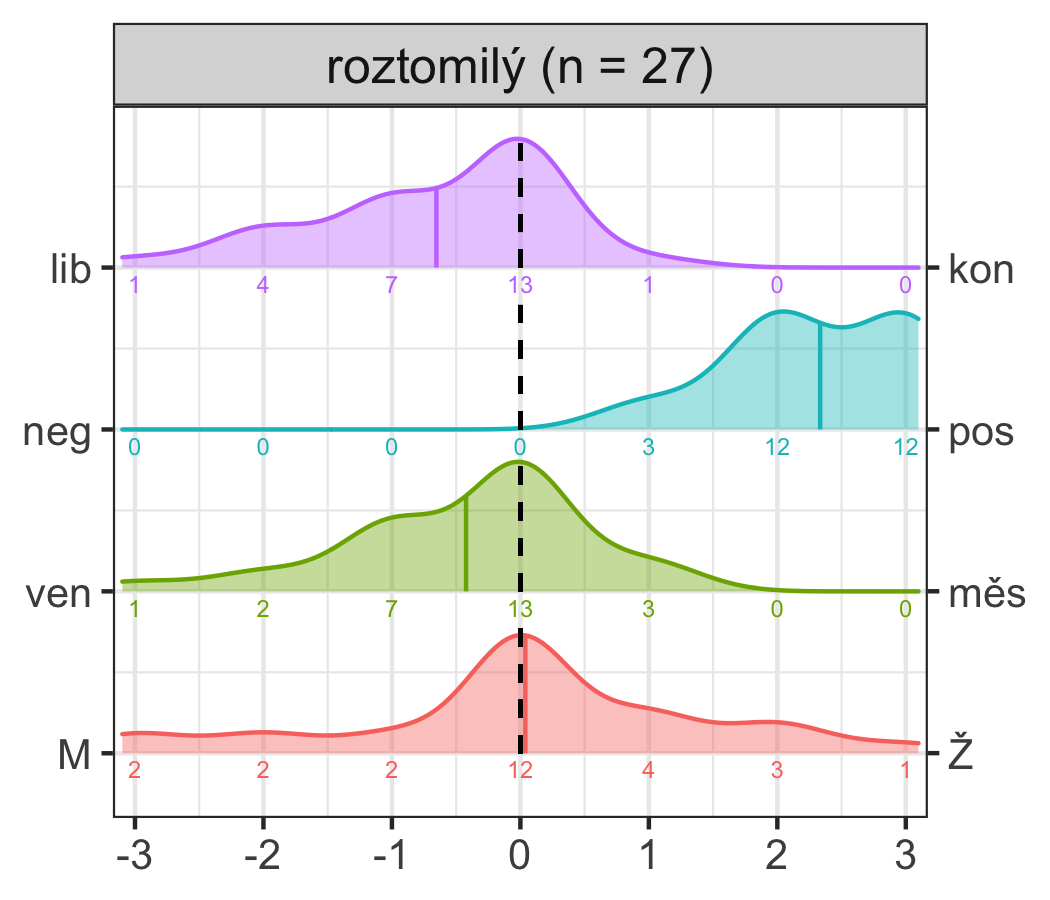 roztomilý (n = 27)
lib kon
1 4 7 13 1 0 0
neg pos
0 0 0 0 3 12 12
ven měs
1 2 7 13 3 0 0
M Ž
2 2 2 12 4 3 1
-3 -2 -1 0 1 2 3